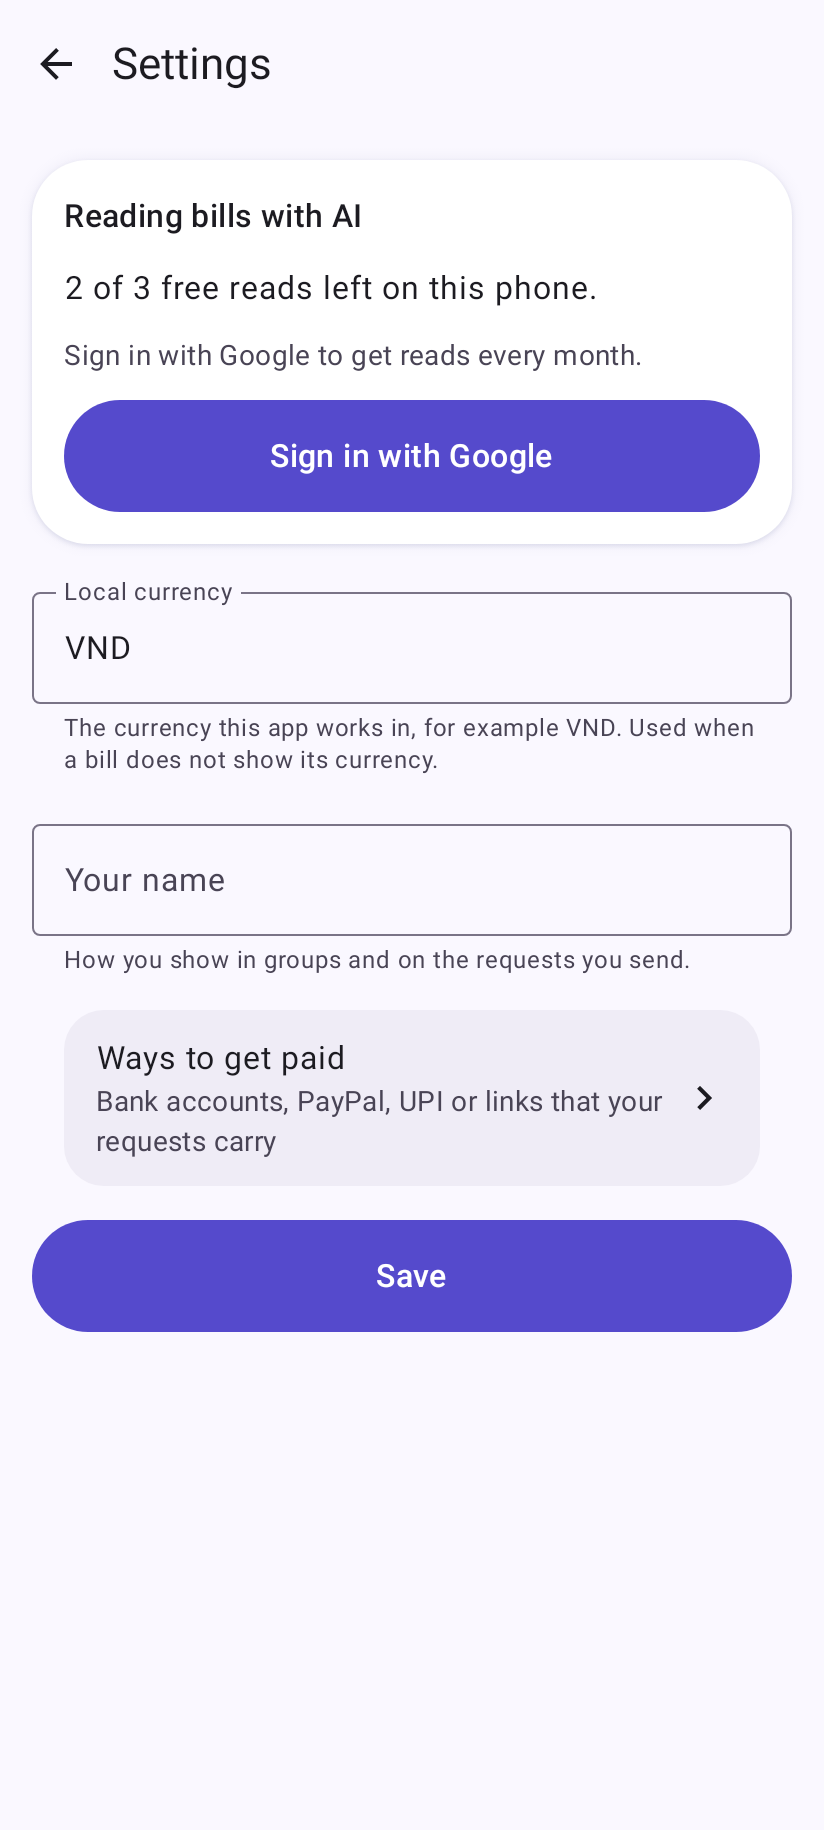 Settings
Reading bills with AI
2 of 3 free reads left on this phone.
Sign in with Google to get reads every month.
Sign in with Google
Local currency
VND
The currency this app works in, for example VND. Used when
a bill does not show its currency.
Your name
How you show in groups and on the requests you send.
Ways to get paid
Bank accounts, PayPal, UPI or links that your
requests carry
Save